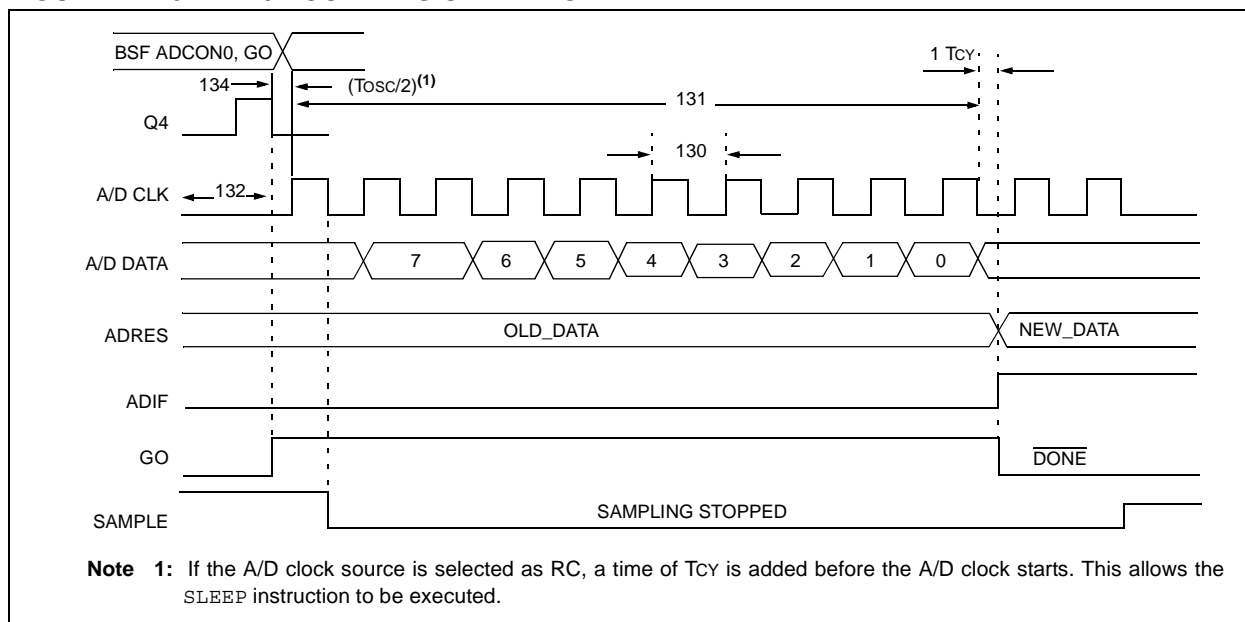 BSF ADCON0, GO
1 TCY
134
(TOSC/2)(1)
131
Q4
130
A/D CLK
132
A/D DATA
7 6 5 4 3 2 1 0
ADRES
OLD_DATA
NEW_DATA
ADIF
GO
DONE
SAMPLE
SAMPLING STOPPED
Note 1: If the A/D clock source is selected as RC, a time of TCY is added before the A/D clock starts. This allows the
SLEEP instruction to be executed.